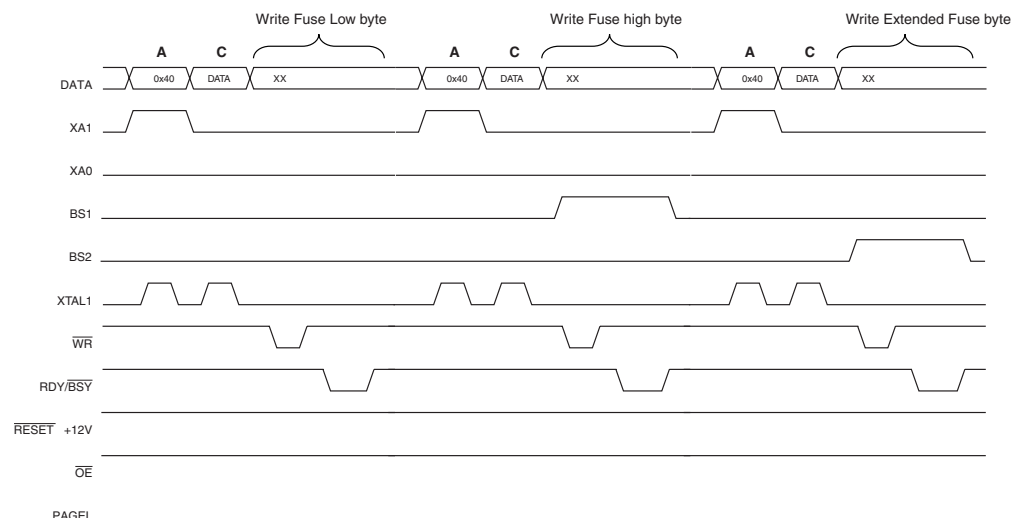 Write Fuse Low byte Write Fuse high byte Write Extended Fuse byte
A C A C A C
DATA 0x40 DATA XX 0x40 DATA XX 0x40 DATA XX
XA1
XA0
BS1
BS2
XTAL1
WR
RDY/BSY
RESET +12V
OE
PAGEL